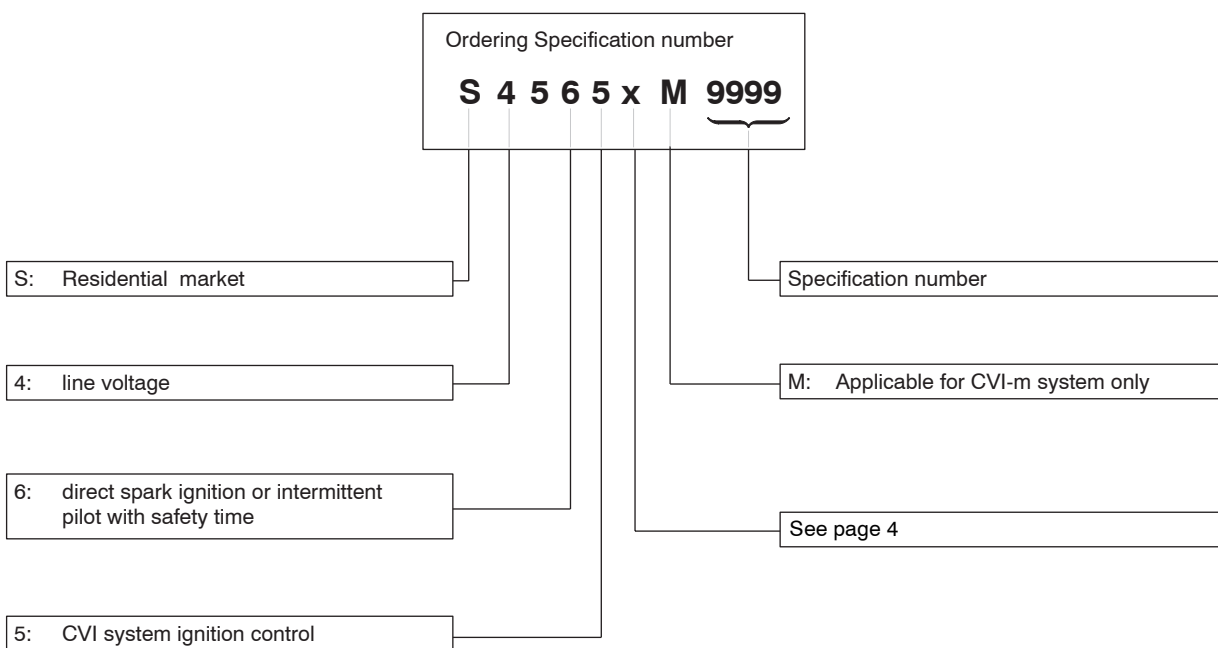 Ordering Specification number
S 4 5 6 5 x M 9999
S: Residential market
Specification number
4: line voltage
M: Applicable for CVI-m system only
6: direct spark ignition or intermittent
pilot with safety time
See page 4
5: CVI system ignition control